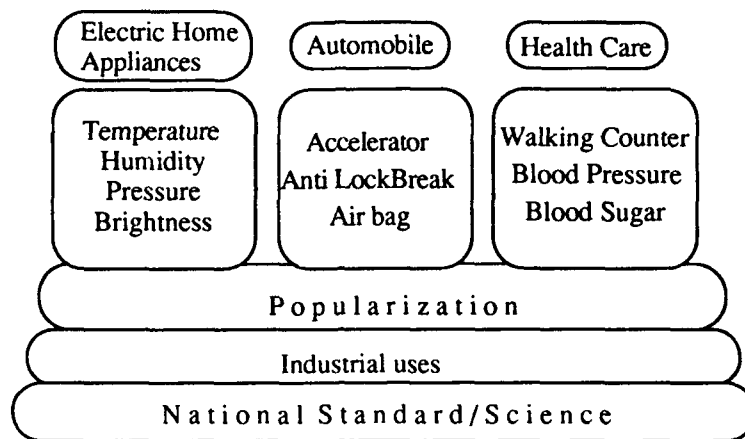 Electric Home
Appliances
Automobile
Health Care
Temperature
Humidity
Pressure
Brightness
Accelerator
Anti LockBreak
Air bag
Walking Counter
Blood Pressure
Blood Sugar
Popularization
Industrial uses
National Standard/Science